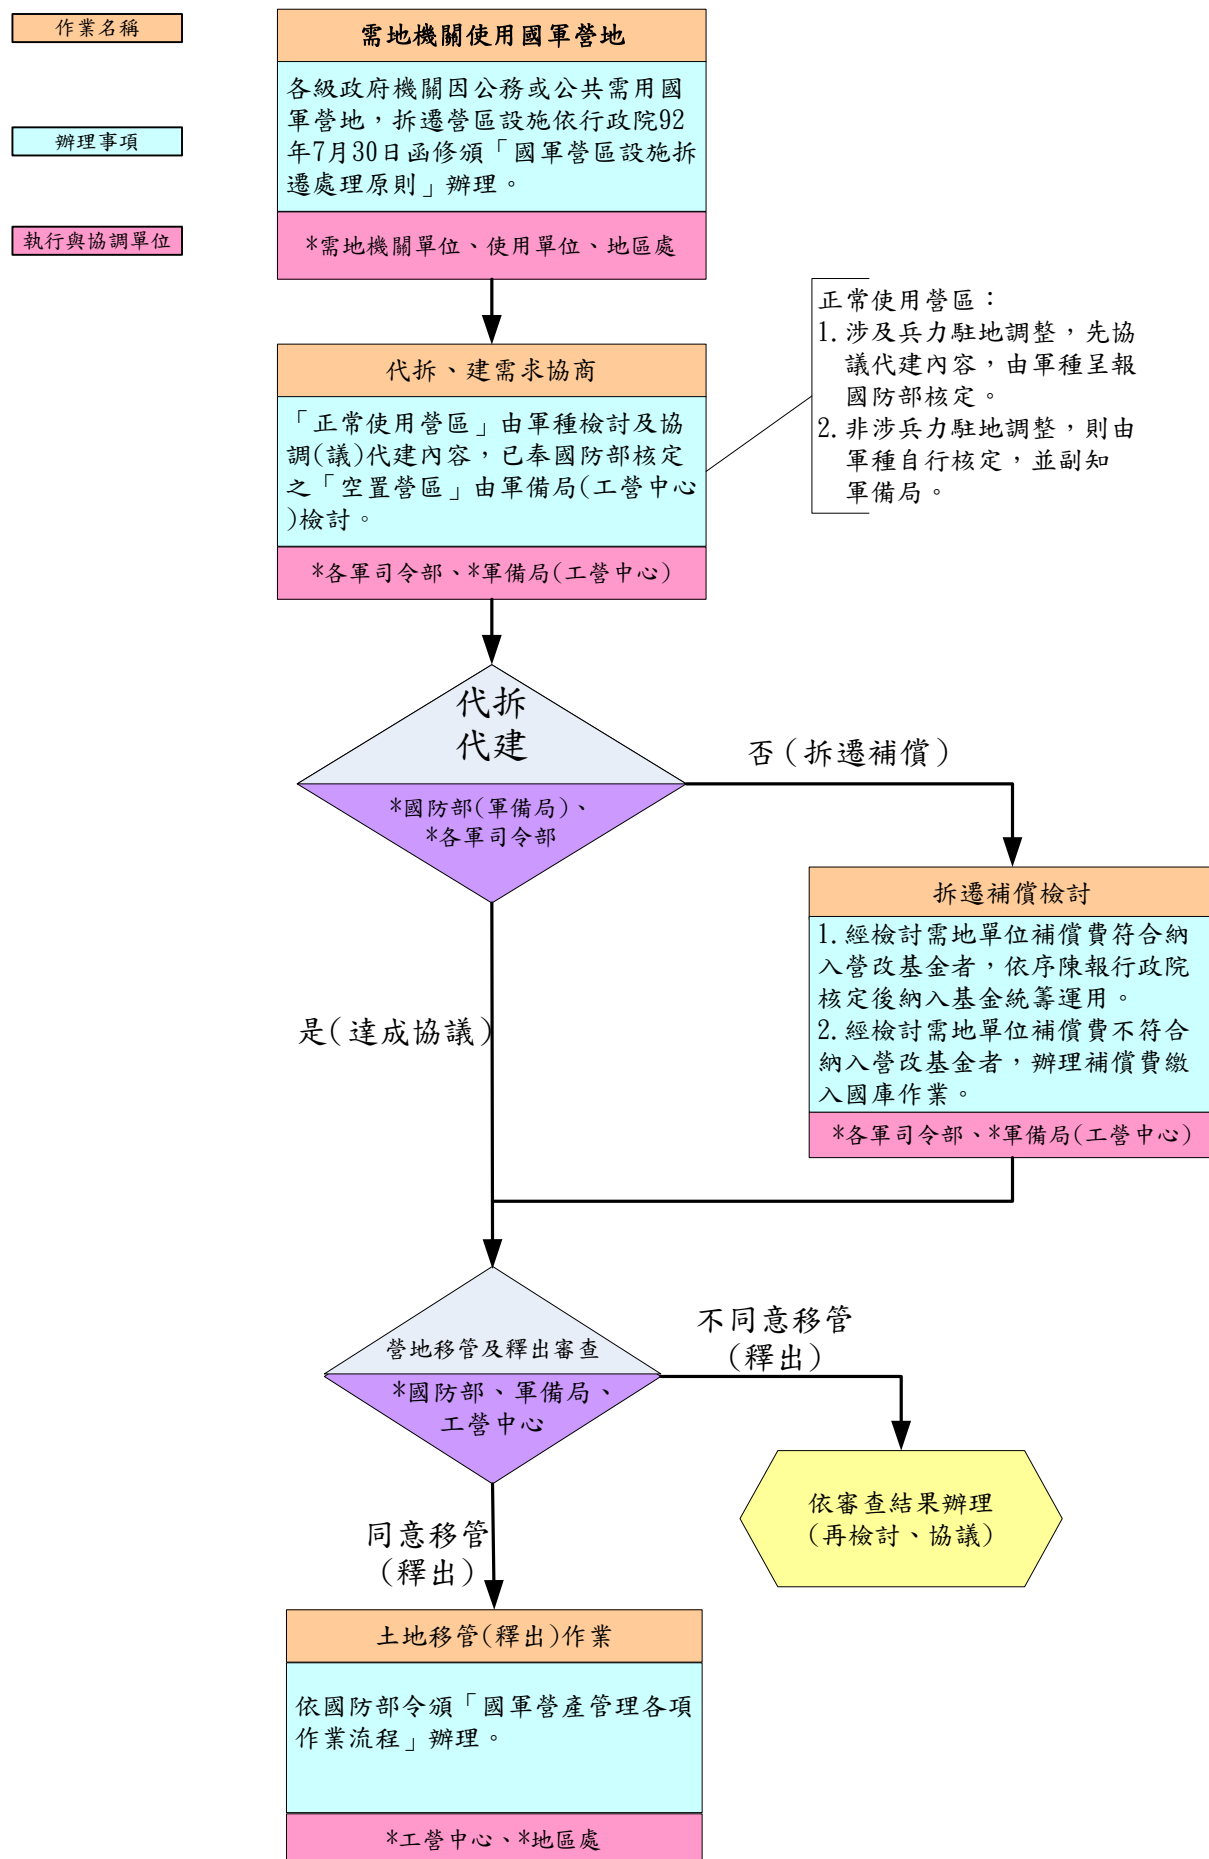 作業名稱
辦理事項
執行與協調單位
需地機關使用國軍營地
各級政府機關因公務或公共需用國
軍營地，拆遷營區設施依行政院92
年7月30日函修頒「國軍營區設施拆
遷處理原則」辦理。
*需地機關單位、使用單位、地區處
代拆、建需求協商
「正常使用營區」由軍種檢討及協
調(議)代建內容，已奉國防部核定
之「空置營區」由軍備局(工營中心
)檢討。
*各軍司令部、*軍備局(工營中心)
正常使用營區：
1.涉及兵力駐地調整，先協
議代建內容，由軍種呈報
國防部核定。
2.非涉兵力駐地調整，則由
軍種自行核定，並副知
軍備局。
代拆
代建
*國防部(軍備局)、
*各軍司令部
否(拆遷補償)
拆遷補償檢討
1.經檢討需地單位補償費符合納
入營改基金者，依序陳報行政院
核定後納入基金統籌運用。
2.經檢討需地單位補償費不符合
納入營改基金者，辦理補償費繳
入國庫作業。
*各軍司令部、*軍備局(工營中心)
是(達成協議)
營地移管及釋出審查
*國防部、軍備局、
工營中心
不同意移管
(釋出)
依審查結果辦理
(再檢討、協議)
同意移管
(釋出)
土地移管(釋出)作業
依國防部令頒「國軍營產管理各項
作業流程」辦理。
*工營中心、*地區處